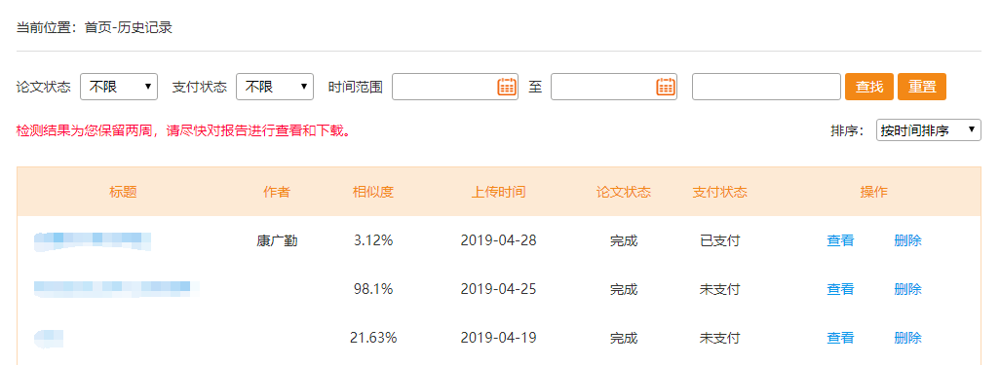 当前位置：首页-历史记录
论文状态 不限 支付状态 不限 时间范围 至 查找 重置
检测结果为您保留两周，请尽快对报告进行查看和下载。 排序： 按时间排序
标题 作者 相似度 上传时间 论文状态 支付状态 操作
康广勤 3.12% 2019-04-28 完成 已支付 查看 删除
98.1% 2019-04-25 完成 未支付 查看 删除
21.63% 2019-04-19 完成 未支付 查看 删除